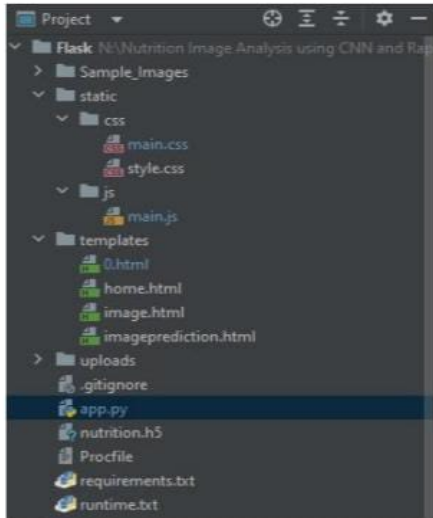 Project
Flask N:\Nutrition Image Analysis using CNN and Rap
Sample_Images
static
css
main.css
style.css
js
main.js
templates
0.html
home.html
image.html
imageprediction.html
uploads
.gitignore
app.py
nutrition.h5
Procfile
requirements.txt
runtime.txt